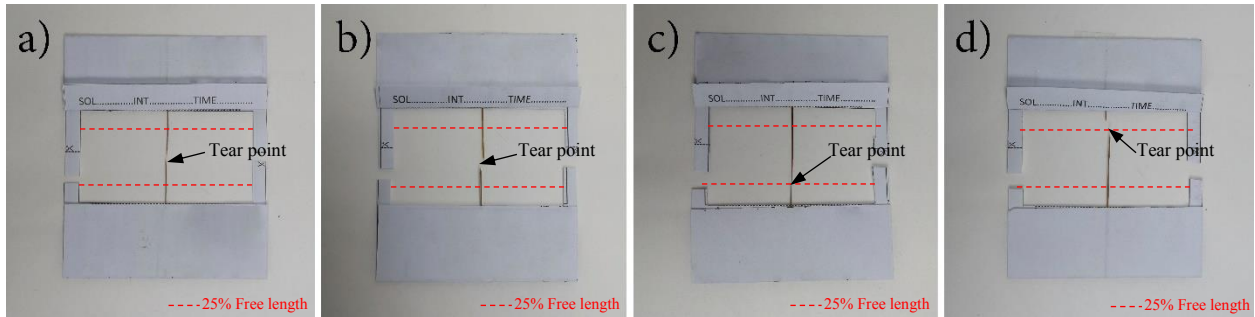 a)
SOL..............INT..............TIME...........
X
X
Tear point
----25% Free length
b)
SOL..............INT..............TIME...........
X
Tear point
----25% Free length
c)
SOL..............INT..............TIME...........
X
Tear point
----25% Free length
d)
SOL..............INT..............TIME...........
X
Tear point
----25% Free length